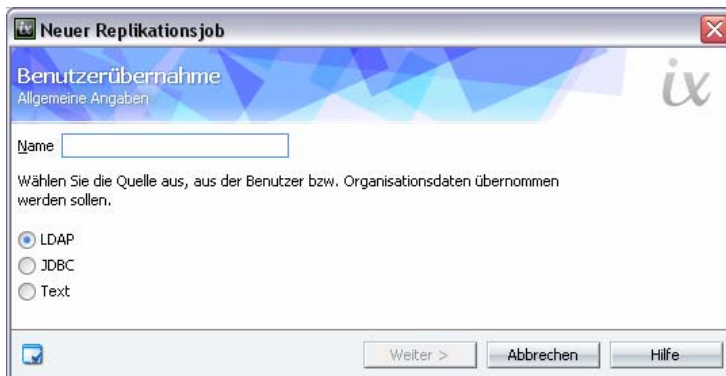 ix Neuer Replikationsjob
Benutzerübernahme
Allgemeine Angaben
ix
Name
Wählen Sie die Quelle aus, aus der Benutzer bzw. Organisationsdaten übernommen
werden sollen.
LDAP
JDBC
Text
Weiter > Abbrechen Hilfe